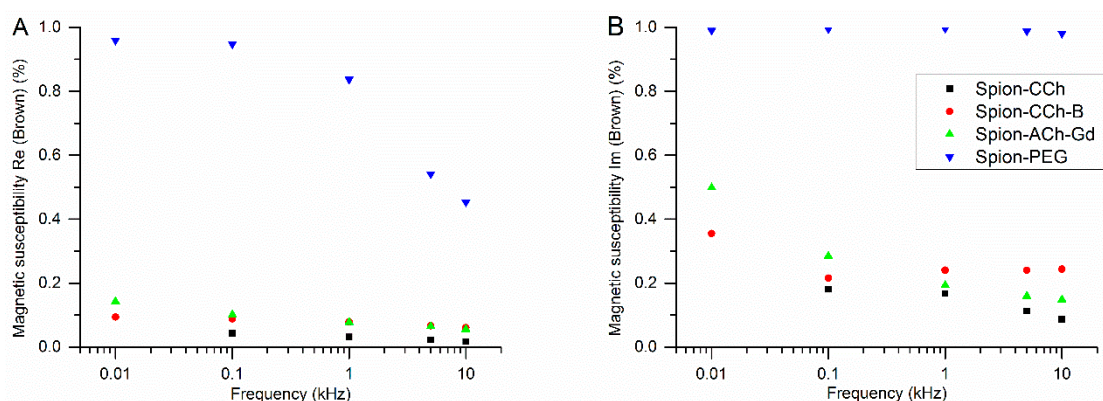 A
Magnetic susceptibility Re (Brown) (%)
1.0
0.8
0.6
0.4
0.2
0.0
0.01
0.1
1
10
Frequency (kHz)
B
Magnetic susceptibility Im (Brown) (%)
1.0
0.8
0.6
0.4
0.2
0.0
0.01
0.1
1
10
Frequency (kHz)
Spion-CCh
Spion-CCh-B
Spion-ACh-Gd
Spion-PEG